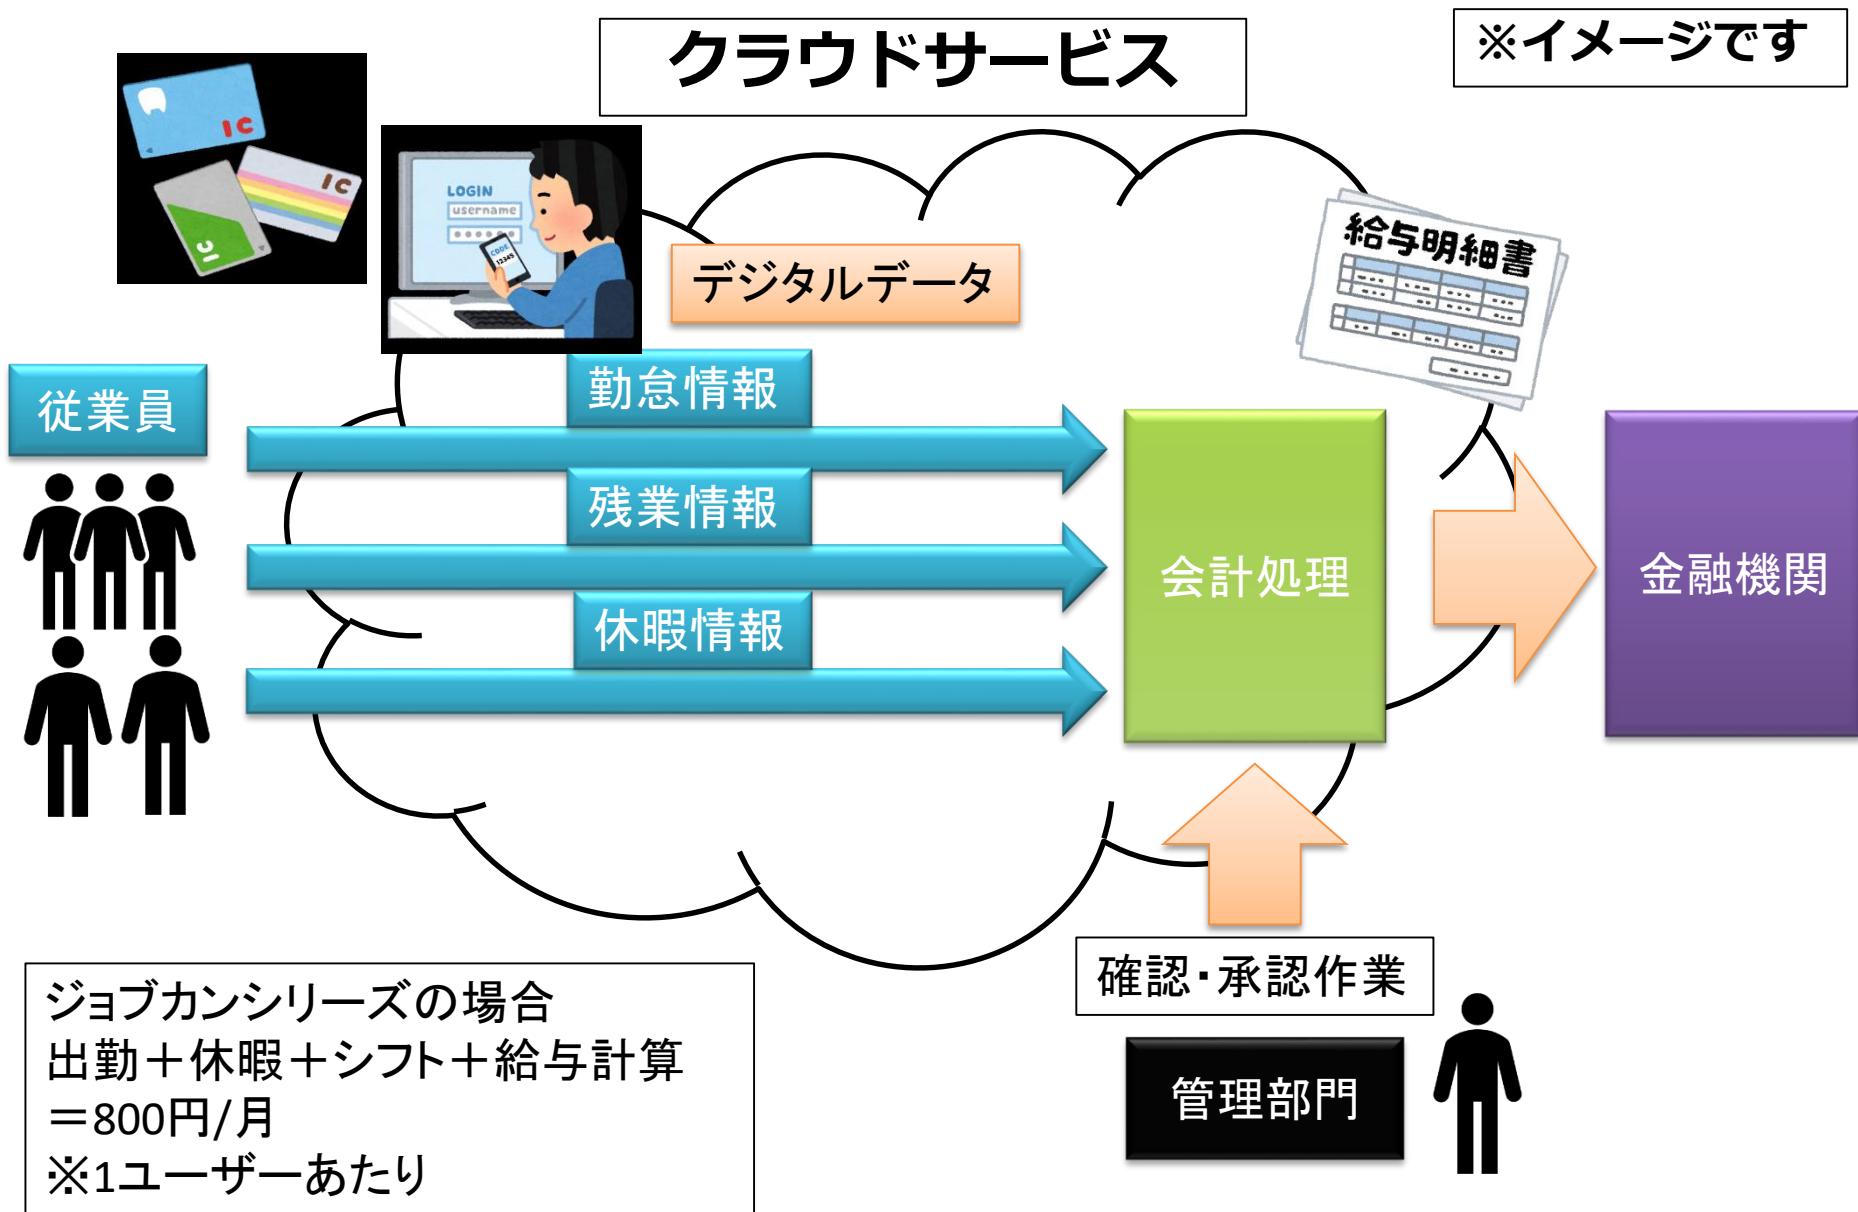 クラウドサービス
※イメージです
IC
IC
IC
LOGIN
username
CODE
12345
デジタルデータ
給与明細書
従業員
勤怠情報
残業情報
休暇情報
会計処理
金融機関
確認・承認作業
管理部門
ジョブカンシリーズの場合
出勤＋休暇＋シフト＋給与計算
＝800円/月
※1ユーザーあたり